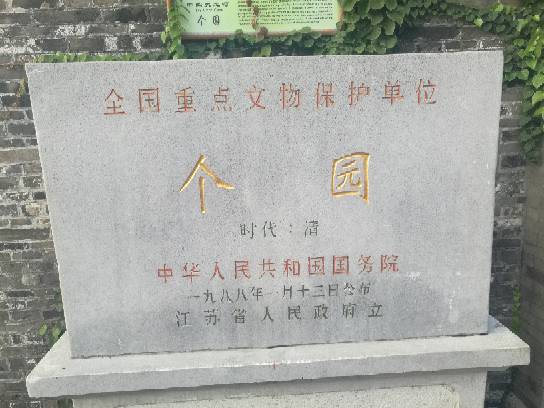 个园
全国重点文物保护单位
个园
时代:清
中华人民共和国国务院
一九八八年一月十三日公布
江苏省人民政府立